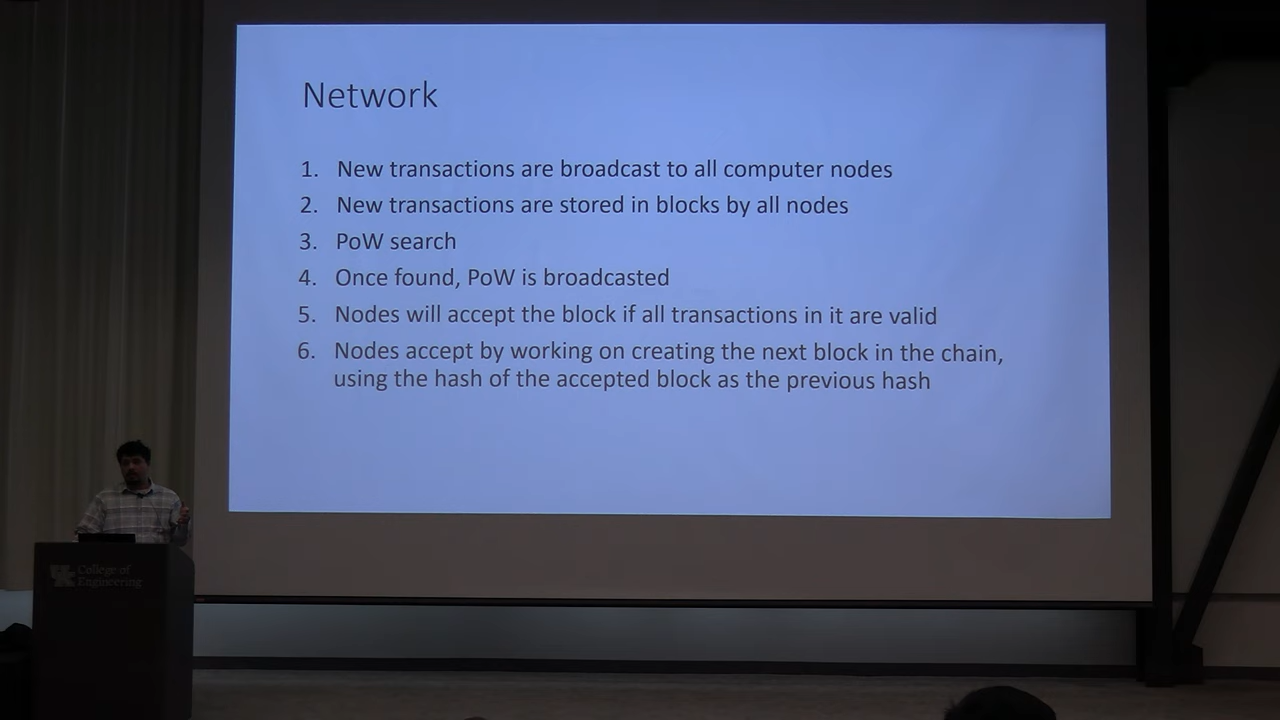 Network
1. New transactions are broadcast to all computer nodes
2. New transactions are stored in blocks by all nodes
3. PoW search
4. Once found, PoW is broadcasted
5. Nodes will accept the block if all transactions in it are valid
6. Nodes accept by working on creating the next block in the chain,
using the hash of the accepted block as the previous hash
UK College of
Engineering